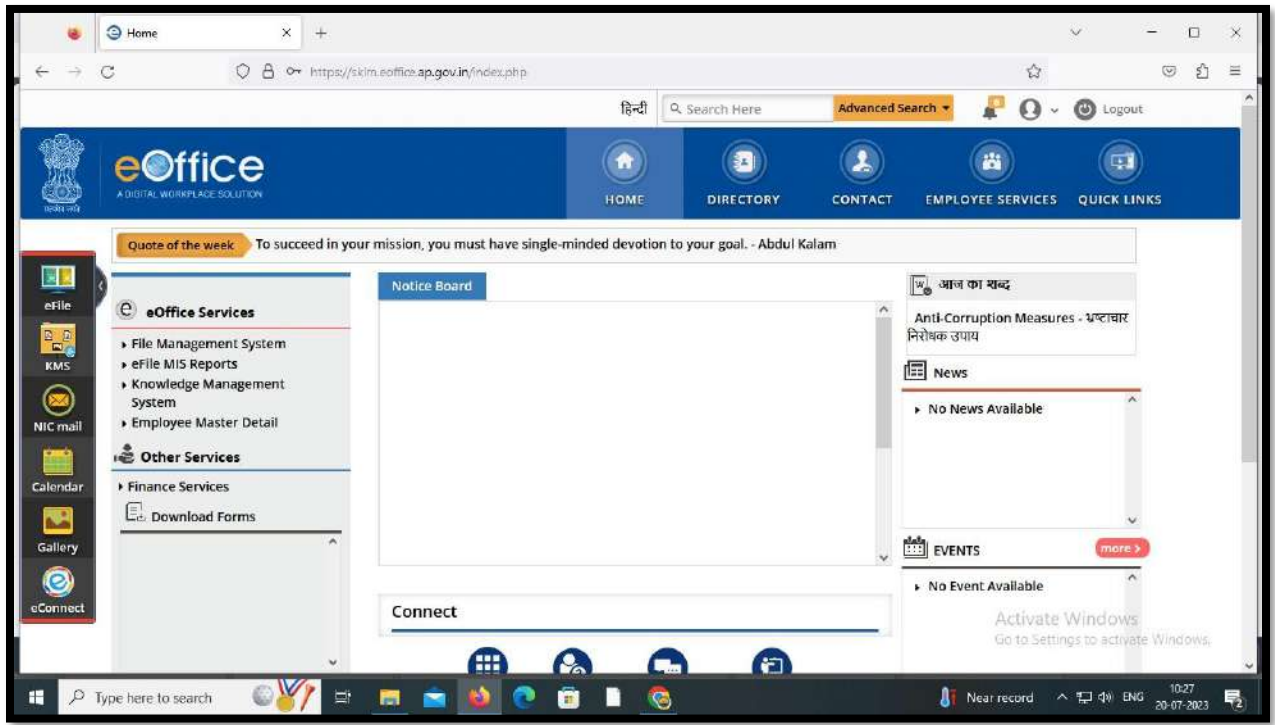 Home
https://sklm.eoffice.ap.gov.in/index.php
हिन्दी
Search Here
Advanced Search
Logout
eOffice
A DIGITAL WORKPLACE SOLUTION
HOME
DIRECTORY
CONTACT
EMPLOYEE SERVICES
QUICK LINKS
सत्यमेव जयते
Quote of the week
To succeed in your mission, you must have single-minded devotion to your goal. - Abdul Kalam
eFile
KMS
NIC mail
Calendar
Gallery
eConnect
eOffice Services
File Management System
eFile MIS Reports
Knowledge Management
System
Employee Master Detail
Other Services
Finance Services
Download Forms
Notice Board
Connect
आज का शब्द
Anti-Corruption Measures - भ्रष्टाचार
निरोधक उपाय
News
No News Available
EVENTS
more >
No Event Available
Activate Windows
Go to Settings to activate Windows.
Type here to search
Near record
ENG
10:27
20-07-2023
2